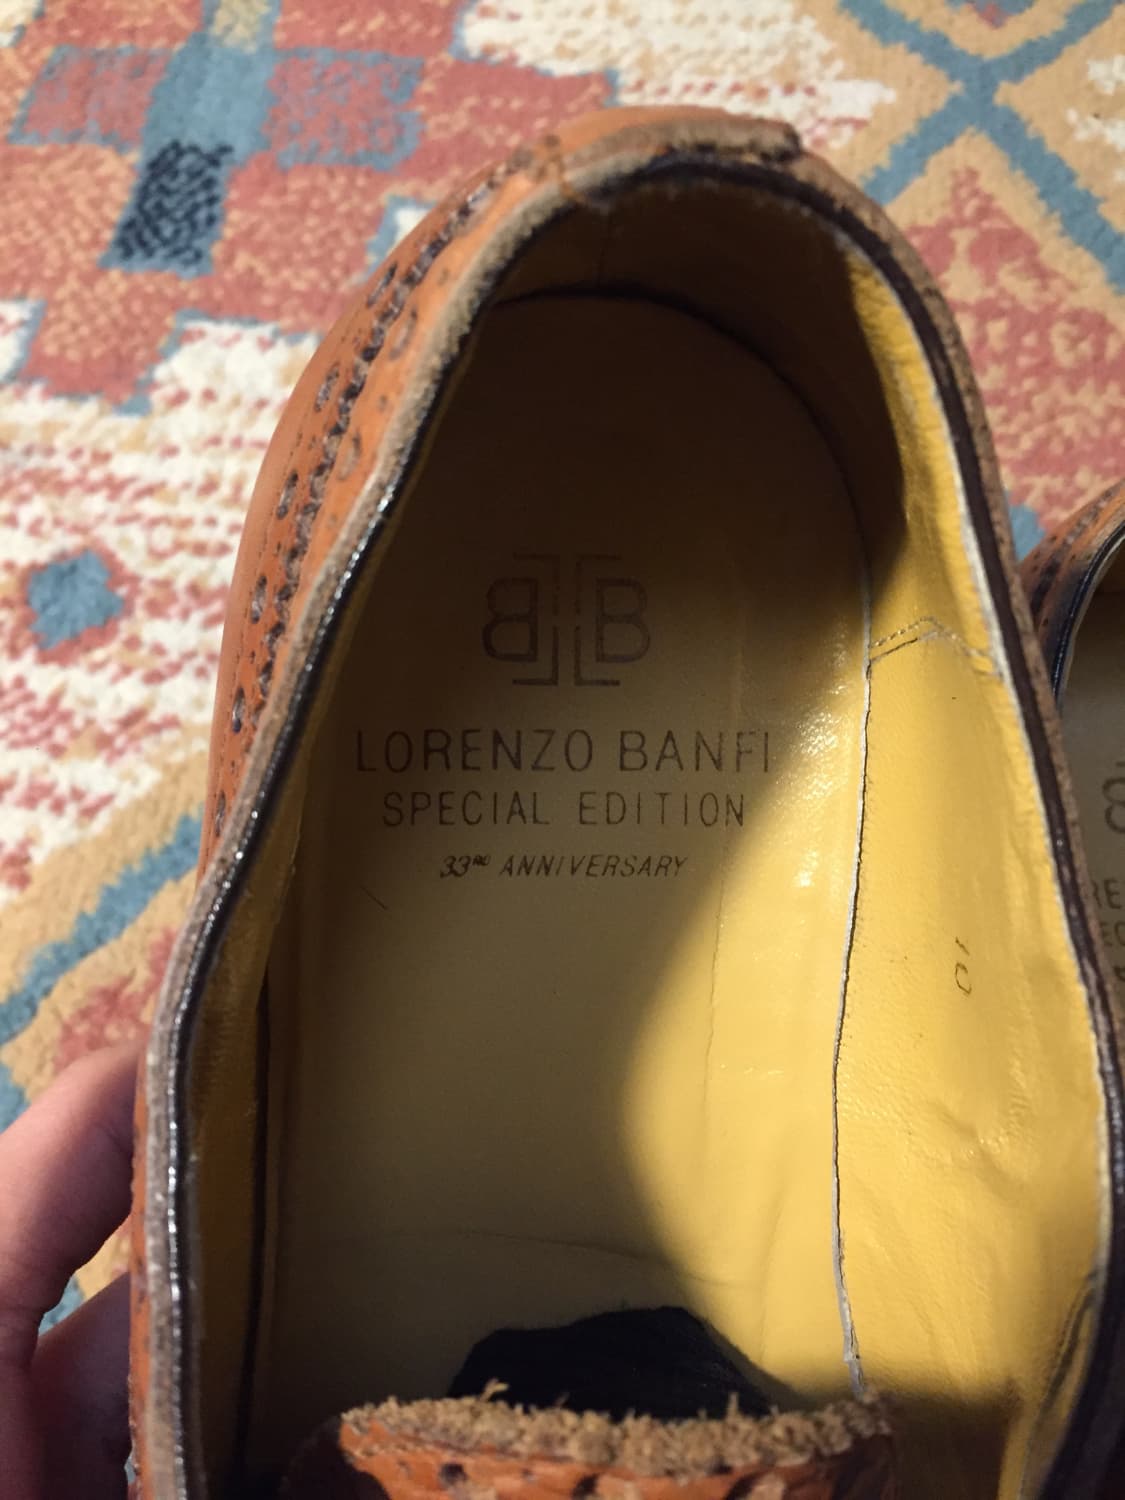 B B
LORENZO BANFI
SPECIAL EDITION
33RD ANNIVERSARY
10